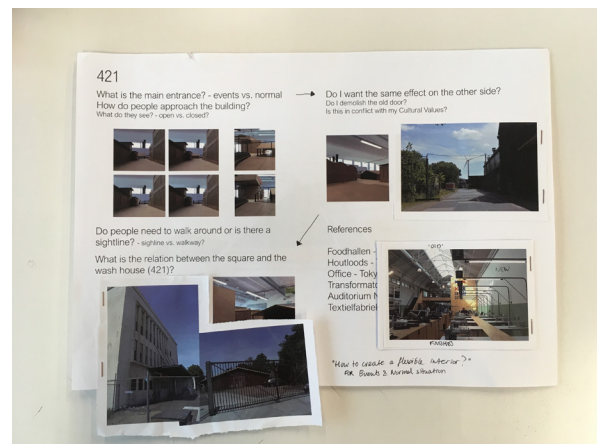 421
What is the main entrance? - events vs. normal
How do people approach the building?
What do they see? - open vs. closed?
Do people need to walk around or is there a
sightline? - sighline vs. walkway?
What is the relation between the square and the
wash house (421)?
Do I want the same effect on the other side?
Do I demolish the old door?
Is this in conflict with my Cultural Values?
References
Foodhallen -
Houtloods -
Office - Toky
Transformato
Auditorium
Textielfabriek
"OLD"
"How to create a flexible interior?"
FOR Events & Normal situation